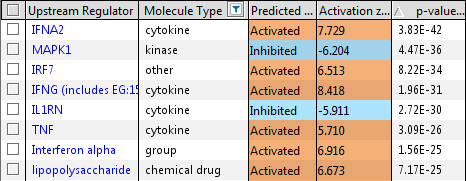 Upstream Regulator Molecule Type Predicted ... Activation z... p-value...
IFNA2 cytokine Activated 7.729 3.83E-42
MAPK1 kinase Inhibited -6.204 4.47E-36
IRF7 other Activated 6.513 8.22E-34
IFNG (includes EG:15 cytokine Activated 8.418 1.96E-31
IL1RN cytokine Inhibited -5.911 2.72E-30
TNF cytokine Activated 5.710 3.09E-26
Interferon alpha group Activated 6.916 1.56E-25
lipopolysaccharide chemical drug Activated 6.673 7.17E-25